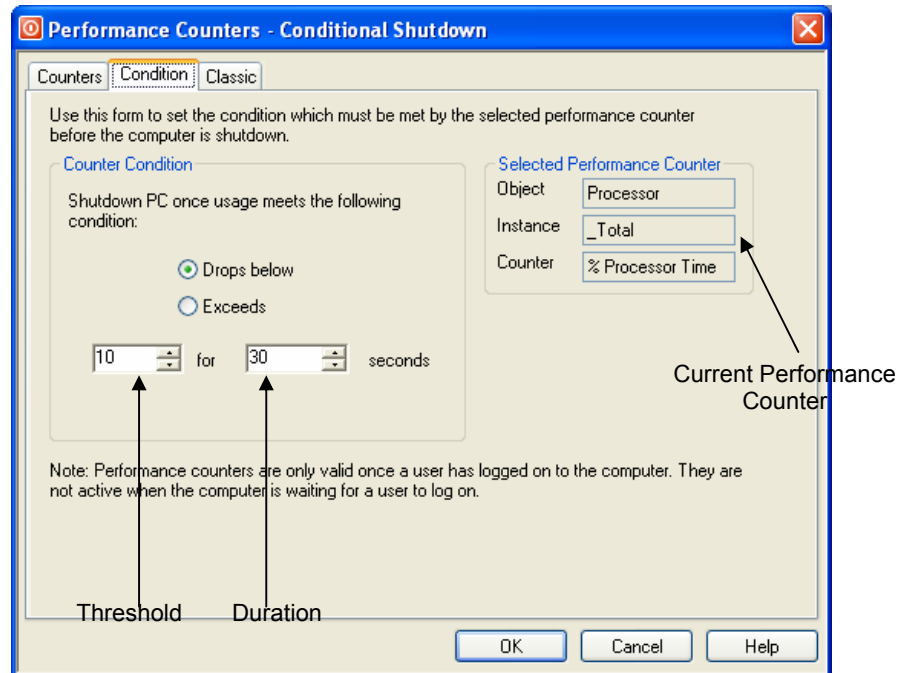 Performance Counters - Conditional Shutdown
Counters Condition Classic
Use this form to set the condition which must be met by the selected performance counter
before the computer is shutdown.
Counter Condition
Shutdown PC once usage meets the following
condition:
Drops below
Exceeds
10 for 30 seconds
Selected Performance Counter
Object Processor
Instance _Total
Counter % Processor Time
Current Performance
Counter
Note: Performance counters are only valid once a user has logged on to the computer. They are
not active when the computer is waiting for a user to log on.
Threshold Duration
OK Cancel Help